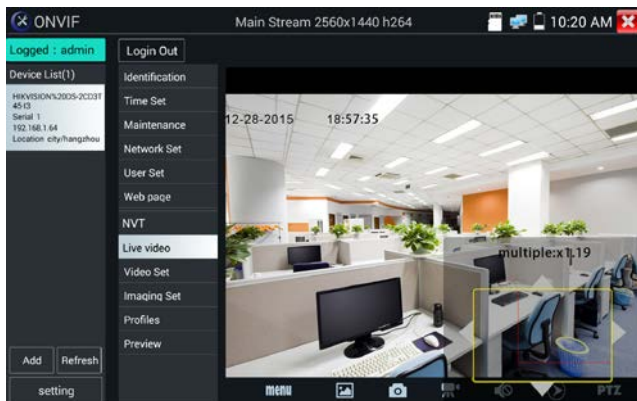 ONVIF
Main Stream 2560x1440 h264
10:20 AM
Logged : admin
Login Out
Device List(1)
HIKVISION%20DS-2CD3T
45-I3
Serial 1
192.168.1.64
Location city/hangzhou
Identification
Time Set
Maintenance
Network Set
User Set
Web page
NVT
Live video
Video Set
Imaging Set
Profiles
Preview
12-28-2015 18:57:35
multiple:x1.19
Add
Refresh
setting
menu
PTZ